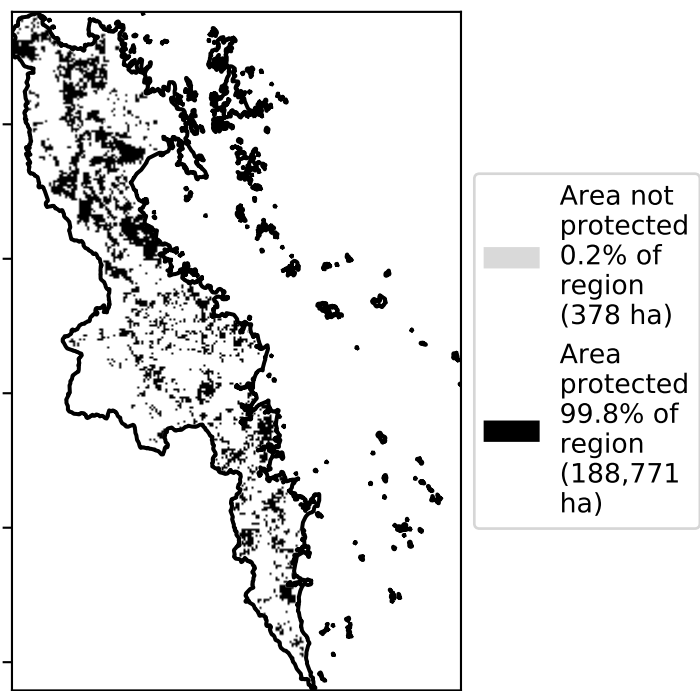 Area not
protected
0.2% of
region
(378 ha)
Area
protected
99.8% of
region
(188,771
ha)